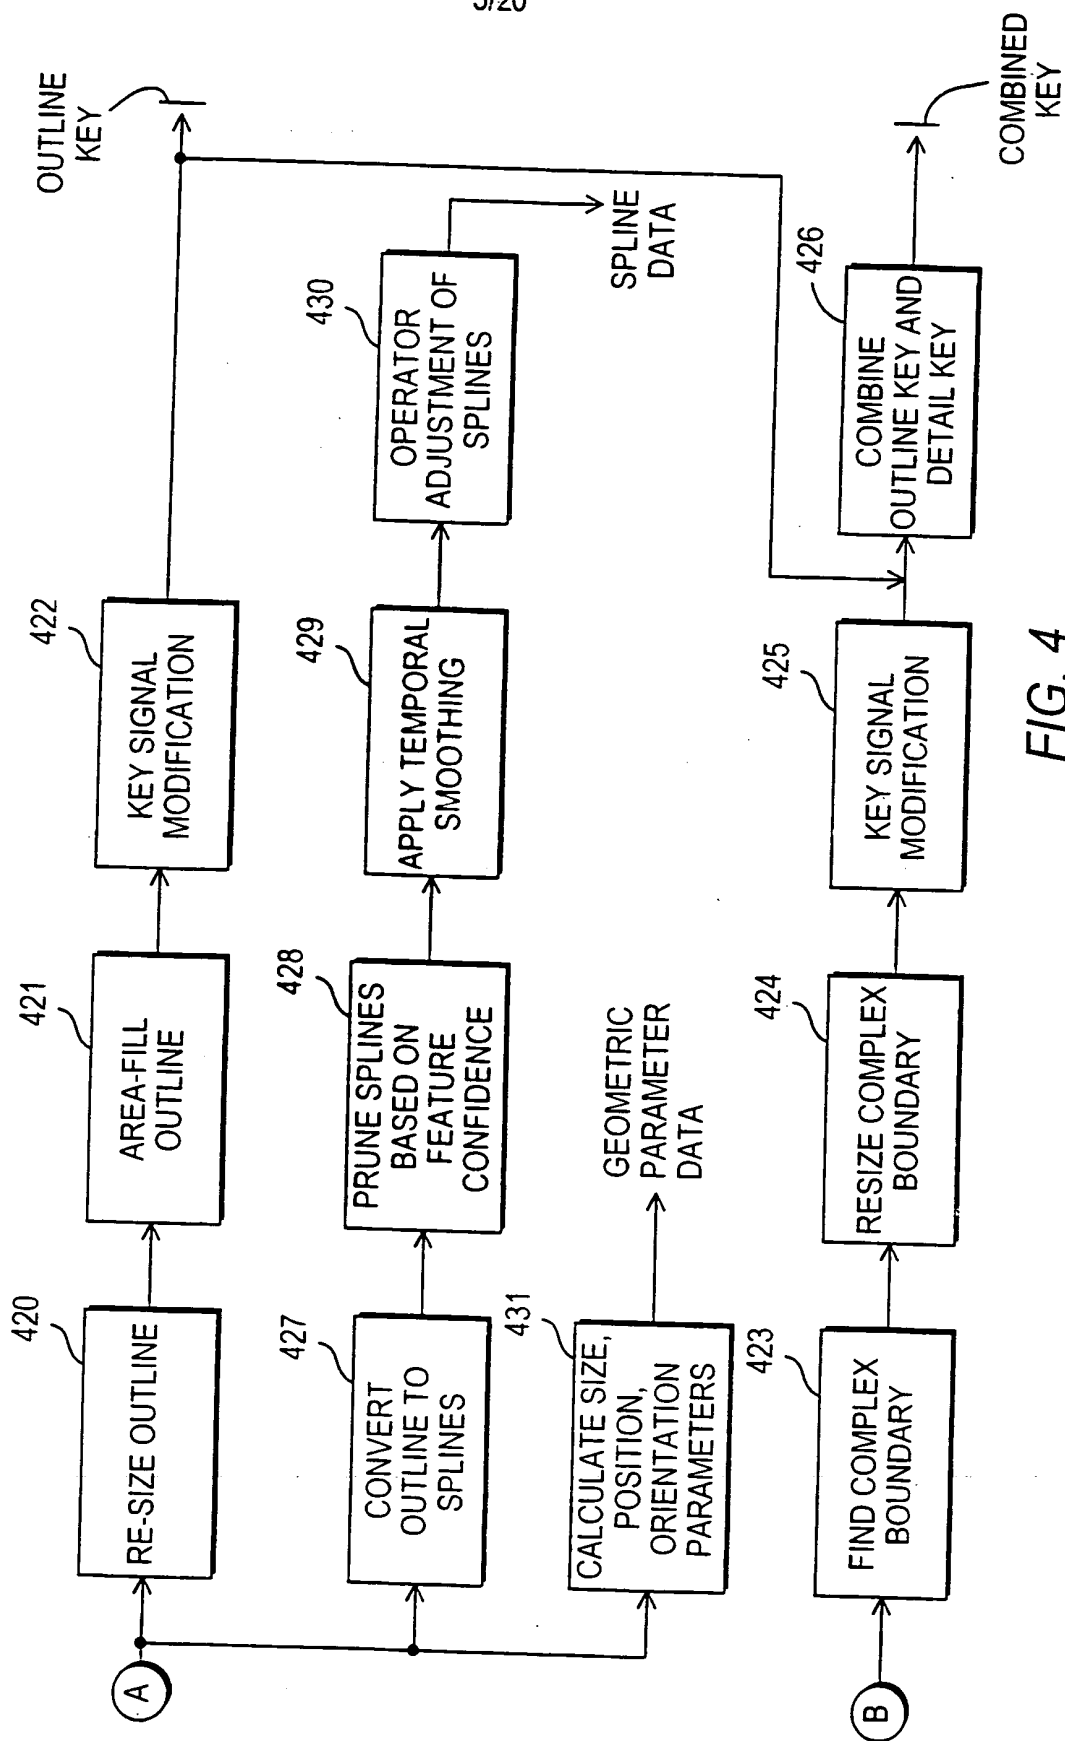 5/20
OUTLINE
KEY
420
RE-SIZE OUTLINE
421
AREA-FILL
OUTLINE
422
KEY SIGNAL
MODIFICATION
A
427
CONVERT
OUTLINE TO
SPLINES
428
PRUNE SPLINES
BASED ON
FEATURE
CONFIDENCE
429
APPLY TEMPORAL
SMOOTHING
430
OPERATOR
ADJUSTMENT OF
SPLINES
SPLINE
DATA
431
CALCULATE SIZE,
POSITION,
ORIENTATION
PARAMETERS
GEOMETRIC
PARAMETER
DATA
B
423
FIND COMPLEX
BOUNDARY
424
RESIZE COMPLEX
BOUNDARY
425
KEY SIGNAL
MODIFICATION
426
COMBINE
OUTLINE KEY AND
DETAIL KEY
COMBINED
KEY
FIG. 4